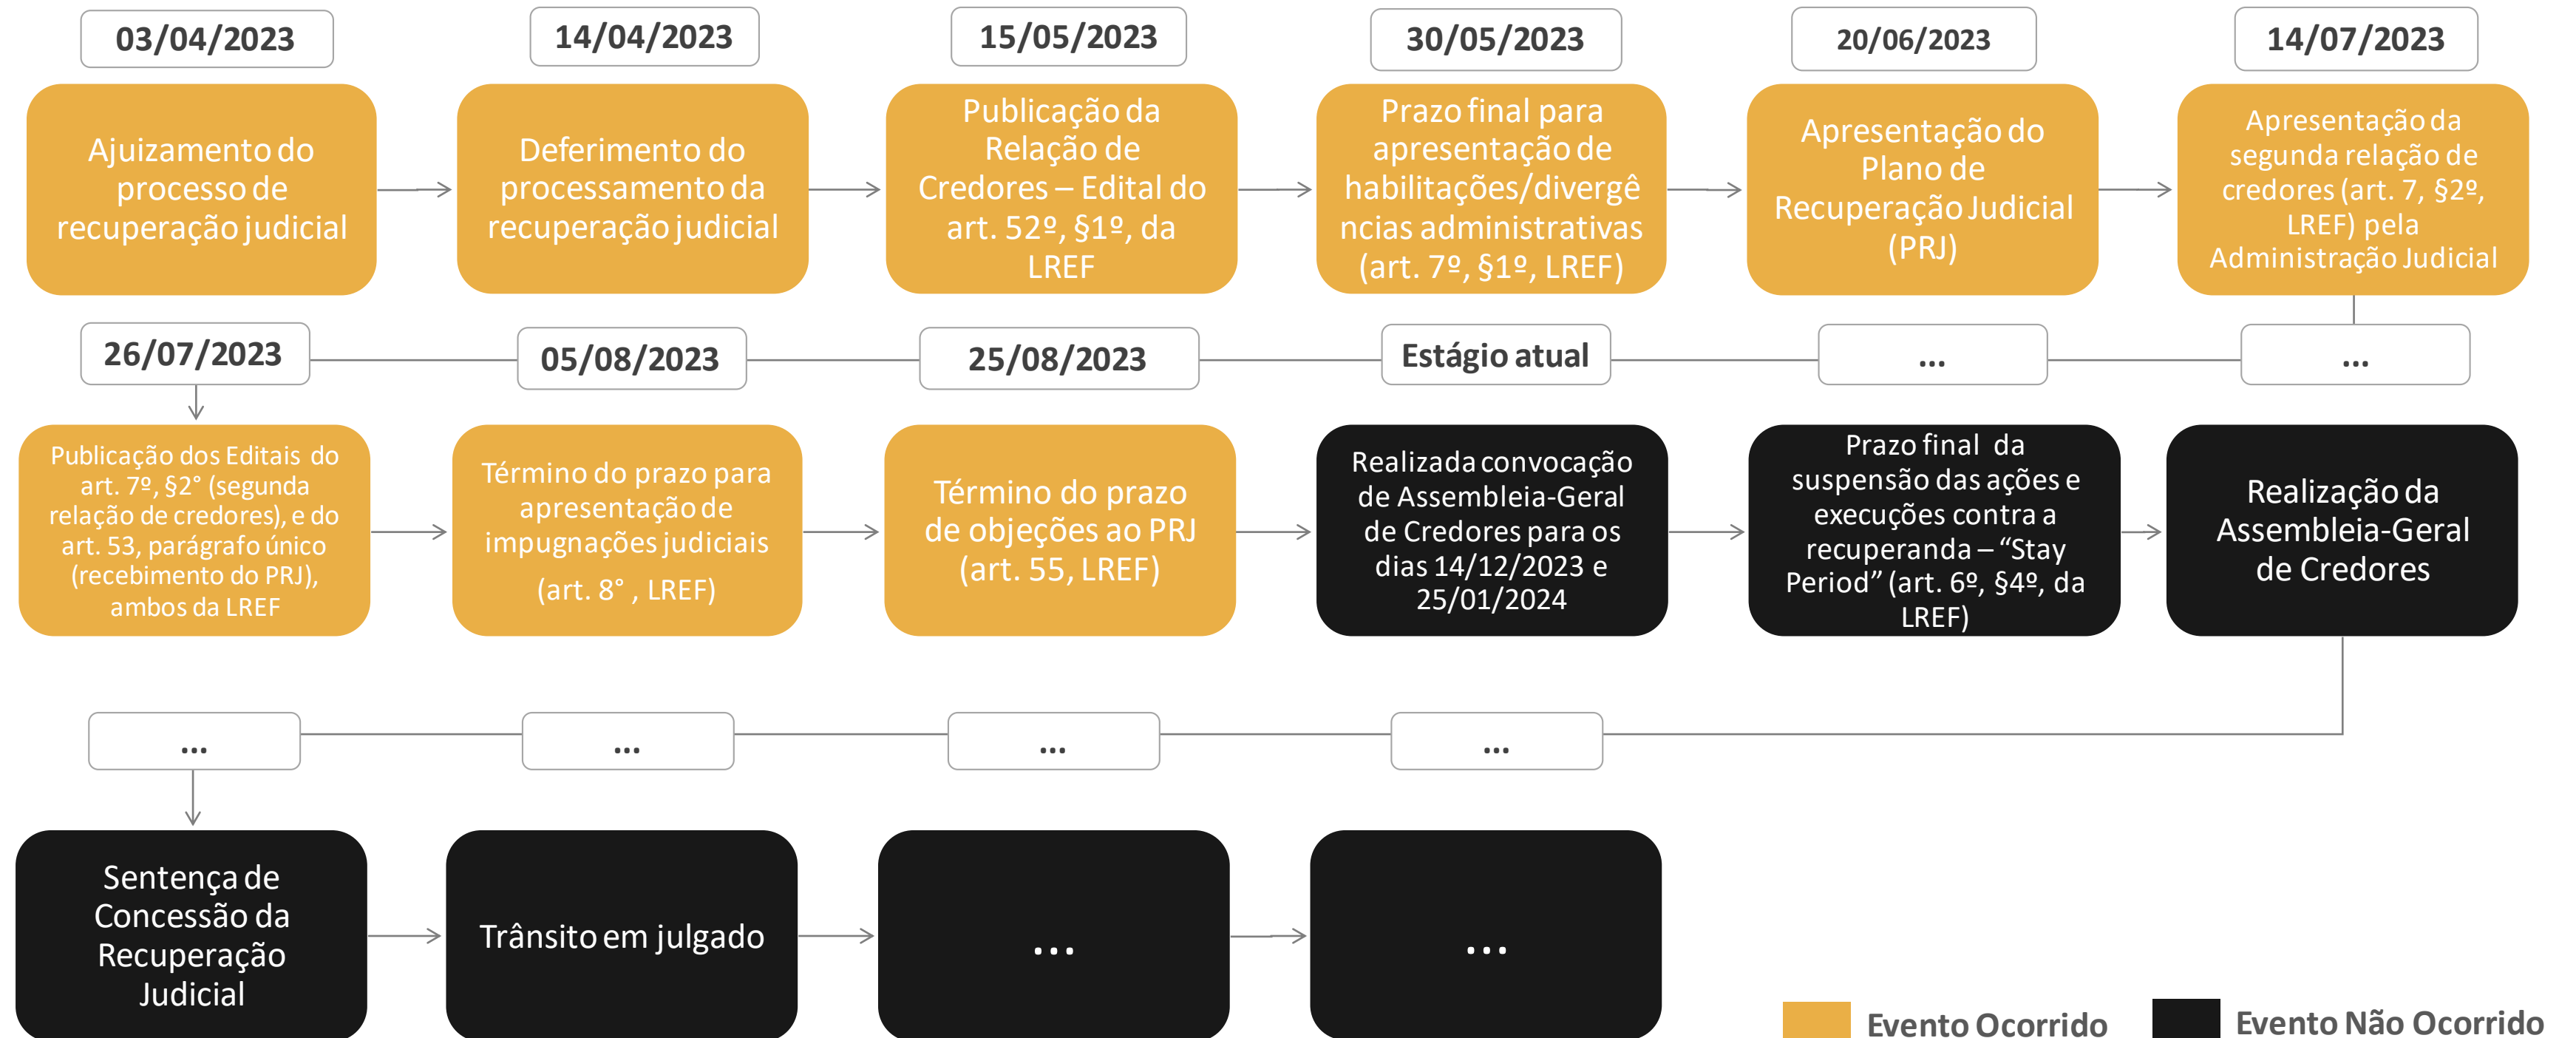 03/04/2023
14/04/2023
15/05/2023
30/05/2023
20/06/2023
14/07/2023
Ajuizamento do
processo de
recuperação judicial
Deferimento do
processamento da
recuperação judicial
Publicação da
Relação de
Credores – Edital do
art. 52º, §1º, da
LREF
Prazo final para
apresentação de
habilitações/divergê
ncias administrativas
(art. 7º, §1º, LREF)
Apresentação do
Plano de
Recuperação Judicial
(PRJ)
Apresentação da
segunda relação de
credores (art. 7, §2º,
LREF) pela
Administração Judicial
26/07/2023
05/08/2023
25/08/2023
Estágio atual
...
...
Publicação dos Editais do
art. 7º, §2° (segunda
relação de credores), e do
art. 53, parágrafo único
(recebimento do PRJ),
ambos da LREF
Término do prazo para
apresentação de
impugnações judiciais
(art. 8° , LREF)
Término do prazo
de objeções ao PRJ
(art. 55, LREF)
Realizada convocação
de Assembleia-Geral
de Credores para os
dias 14/12/2023 e
25/01/2024
Prazo final da
suspensão das ações e
execuções contra a
recuperanda – “Stay
Period” (art. 6º, §4º, da
LREF)
Realização da
Assembleia-Geral
de Credores
...
...
...
...
Sentença de
Concessão da
Recuperação
Judicial
Trânsito em julgado
...
...
Evento Ocorrido
Evento Não Ocorrido